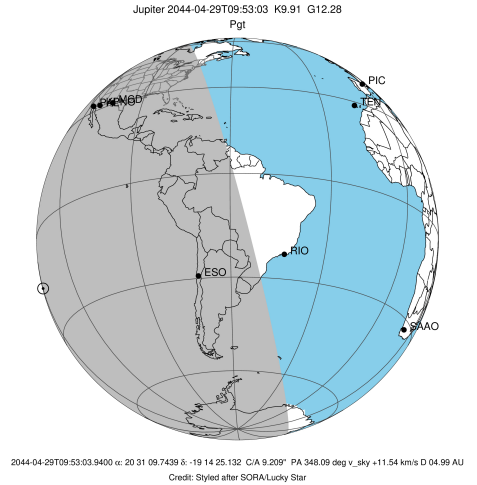 Jupiter 2044-04-29T09:53:03 K9.91 G12.28
Pgt
PIC
TEN
MOD
RIO
ESO
SAAO
2044-04-29T09:53:03.9400 α: 20 31 09.7439 δ: -19 14 25.132 C/A 9.209" PA 348.09 deg v_sky +11.54 km/s D 04.99 AU
Credit: Styled after SORA/Lucky Star